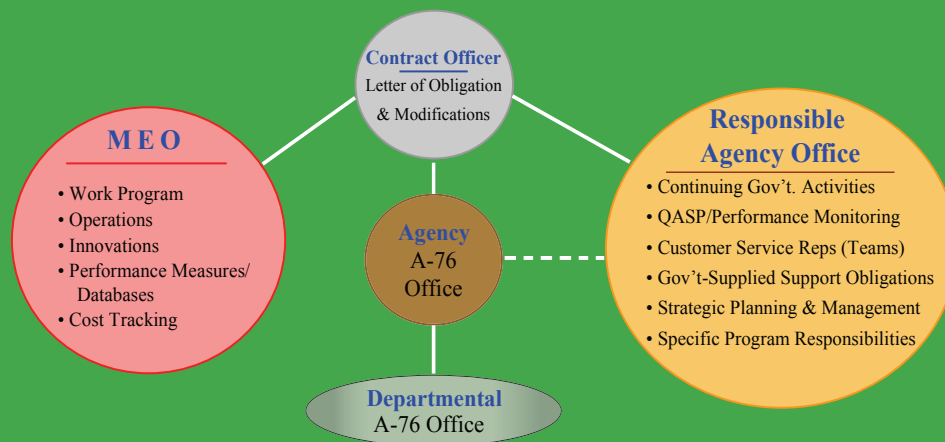 Contract Officer
Letter of Obligation
& Modifications
M E O
• Work Program
• Operations
• Innovations
• Performance Measures/
Databases
• Cost Tracking
Agency
A-76
Office
Responsible
Agency Office
• Continuing Gov’t. Activities
• QASP/Performance Monitoring
• Customer Service Reps (Teams)
• Gov’t-Supplied Support Obligations
• Strategic Planning & Management
• Specific Program Responsibilities
Departmental
A-76 Office